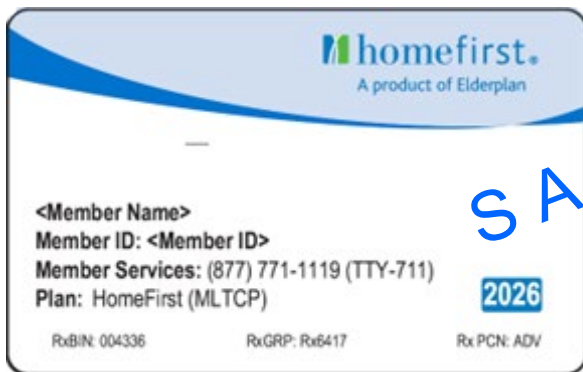 homefirst®
A product of Elderplan
S A
<Member Name>
Member ID: <Member ID>
Member Services: (877) 771-1119 (TTY-711)
Plan: HomeFirst (MLTCP)
2026
RxBIN: 004336 RxGRP: Rx6417 Rx PCN: ADV